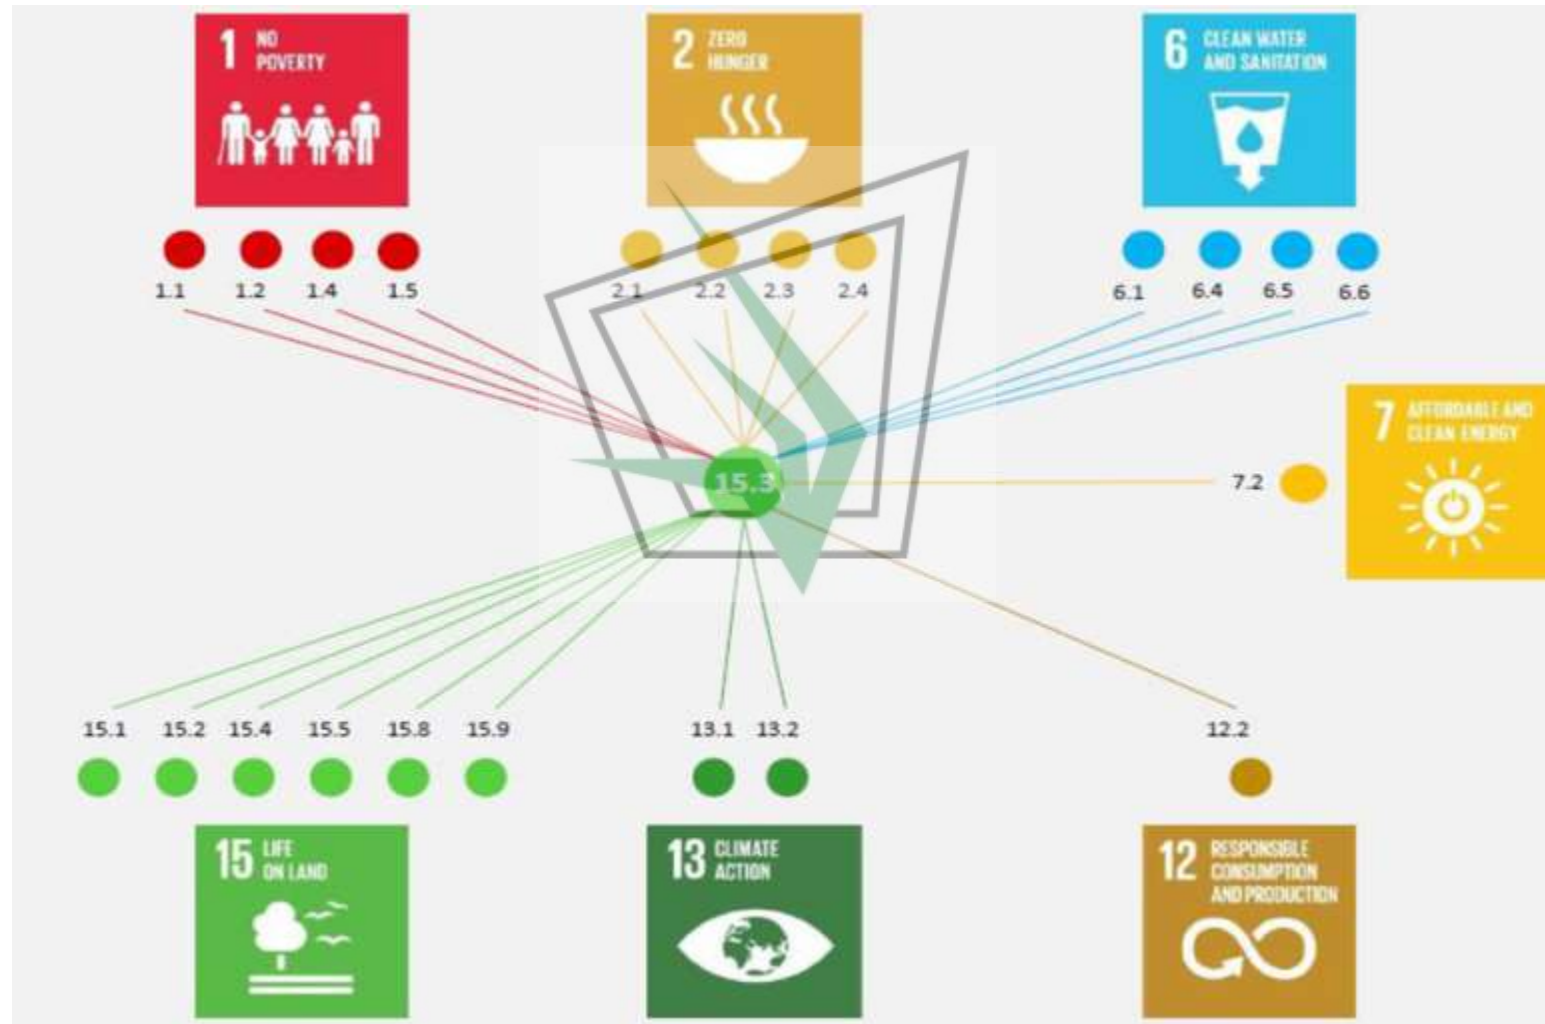 1 NO
POVERTY
2 ZERO
HUNGER
6 CLEAN WATER
AND SANITATION
1.1 1.2 1.4 1.5
2.1 2.2 2.3 2.4
6.1 6.4 6.5 6.6
7 AFFORDABLE AND
CLEAN ENERGY
15.3
7.2
15.1 15.2 15.4 15.5 15.8 15.9
13.1 13.2
12.2
15 LIFE
ON LAND
13 CLIMATE
ACTION
12 RESPONSIBLE
CONSUMPTION
AND PRODUCTION